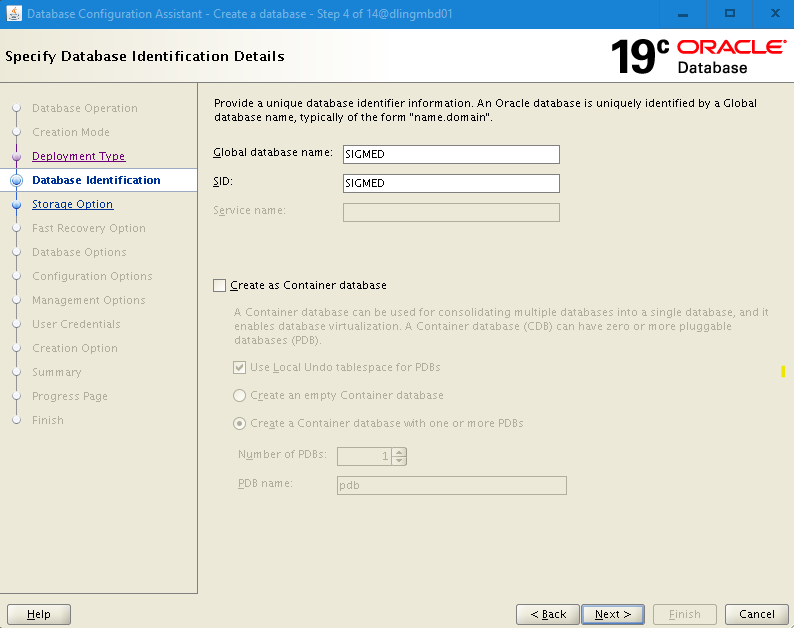 Database Configuration Assistant - Create a database - Step 4 of 14@dlingmbd01
Specify Database Identification Details
19c ORACLE
Database
Database Operation
Creation Mode
Deployment Type
Database Identification
Storage Option
Fast Recovery Option
Database Options
Configuration Options
Management Options
User Credentials
Creation Option
Summary
Progress Page
Finish
Provide a unique database identifier information. An Oracle database is uniquely identified by a Global
database name, typically of the form "name.domain".
Global database name: SIGMED
SID: SIGMED
Service name:
Create as Container database
A Container database can be used for consolidating multiple databases into a single database, and it
enables database virtualization. A Container database (CDB) can have zero or more pluggable
databases (PDB).
Use Local Undo tablespace for PDBs
Create an empty Container database
Create a Container database with one or more PDBs
Number of PDBs: 1
PDB name: pdb
Help < Back Next > Finish Cancel